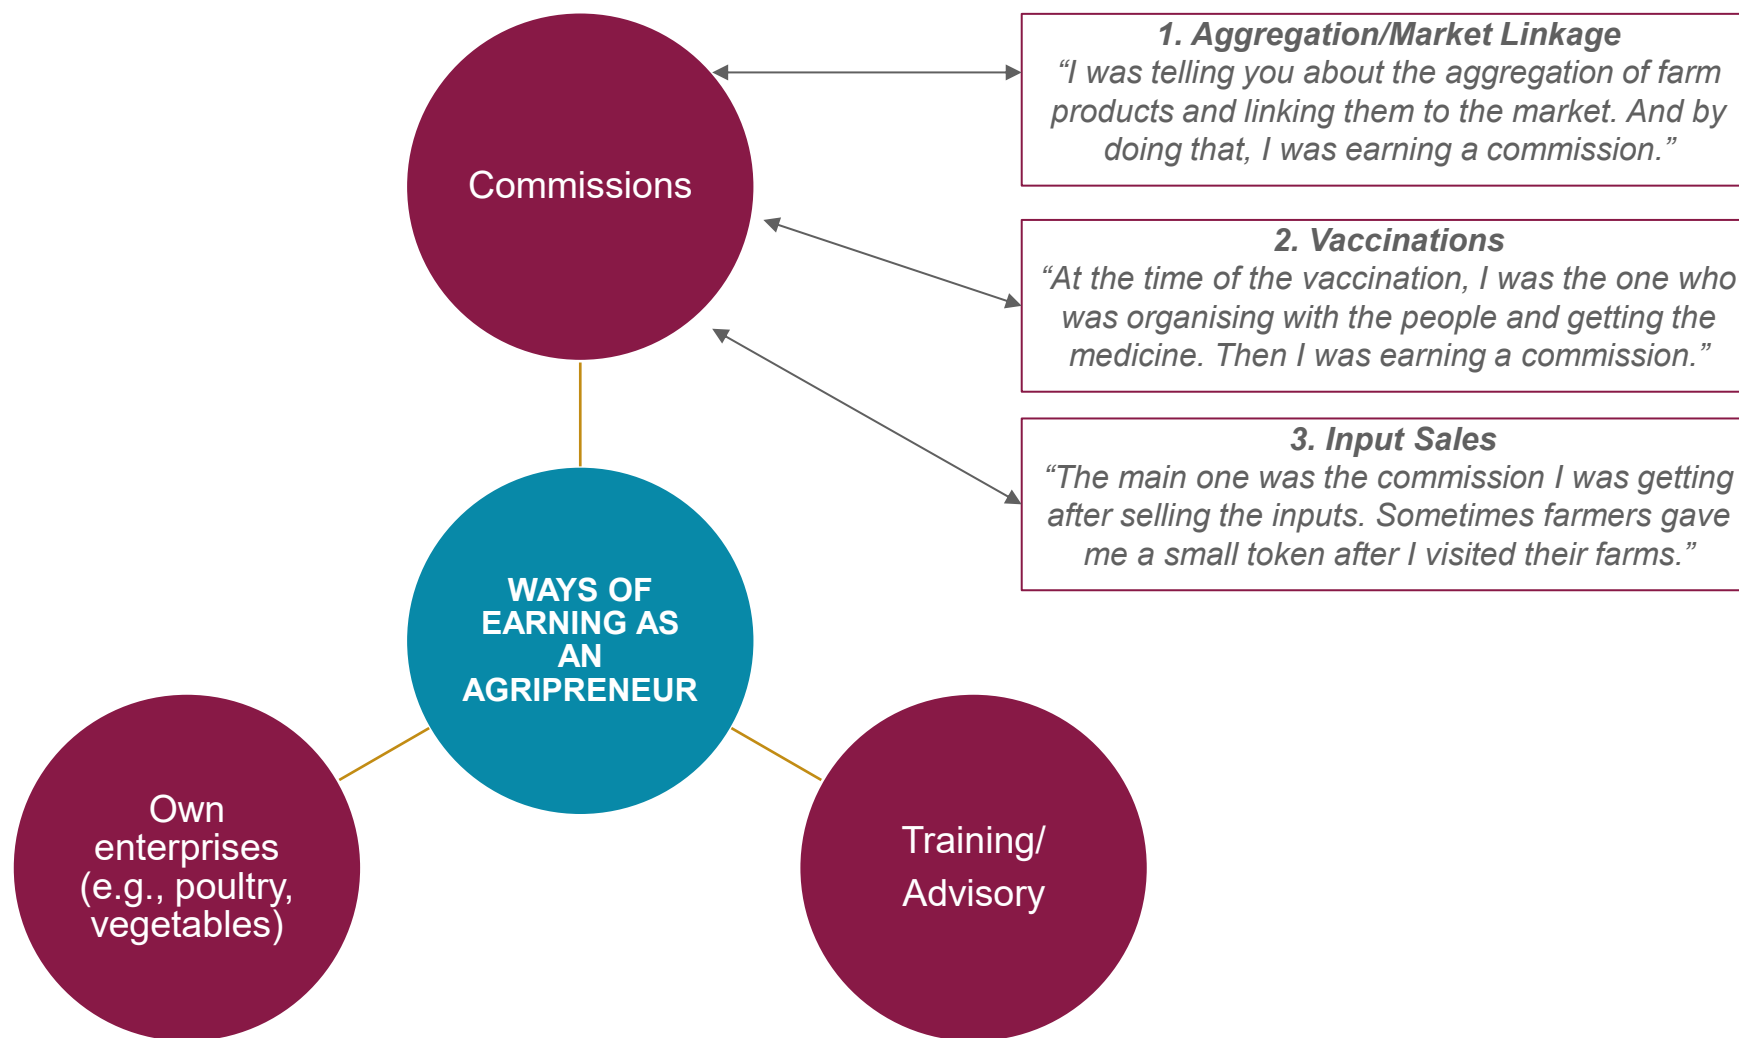 Commissions
1. Aggregation/Market Linkage
“I was telling you about the aggregation of farm
products and linking them to the market. And by
doing that, I was earning a commission.”
2. Vaccinations
“At the time of the vaccination, I was the one who
was organising with the people and getting the
medicine. Then I was earning a commission.”
3. Input Sales
“The main one was the commission I was getting
after selling the inputs. Sometimes farmers gave
me a small token after I visited their farms.”
WAYS OF
EARNING AS
AN
AGRIPRENEUR
Own
enterprises
(e.g., poultry,
vegetables)
Training/
Advisory